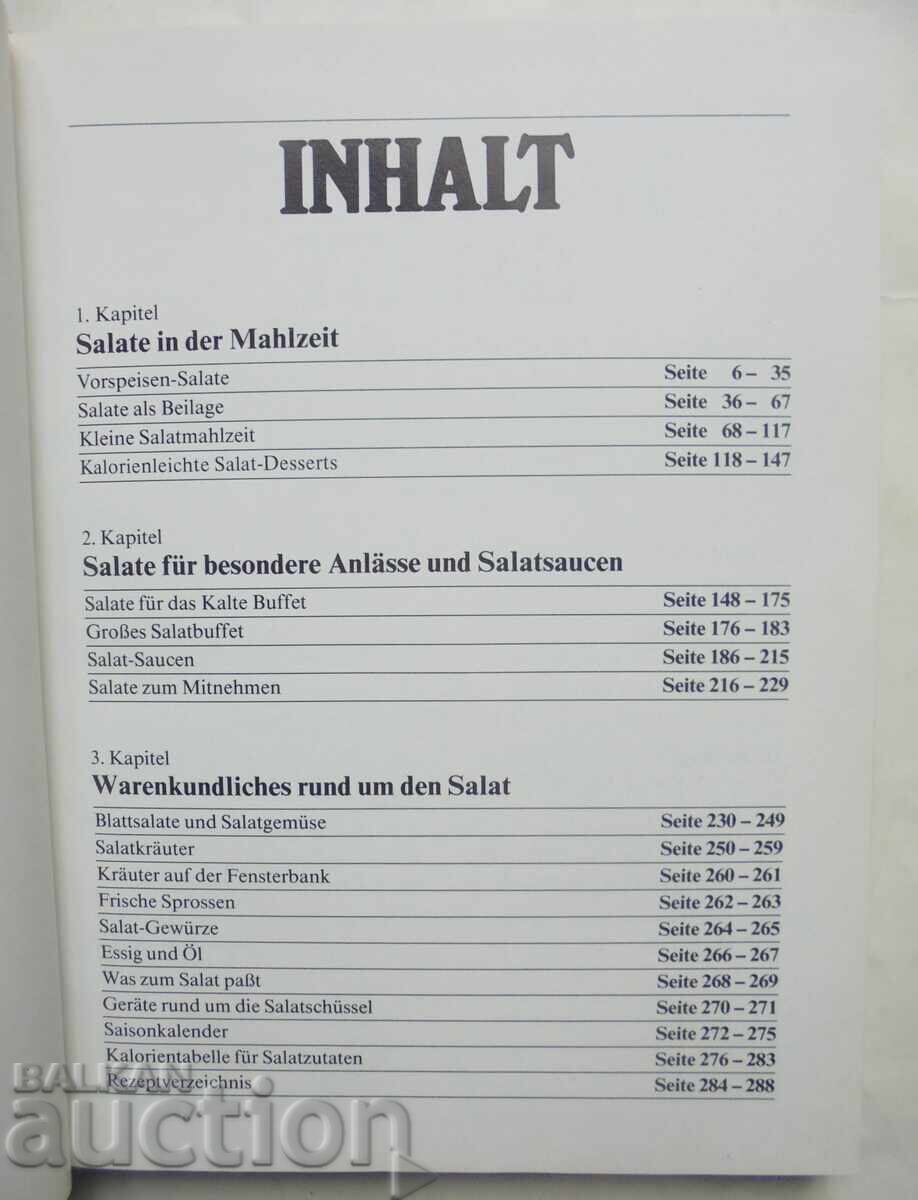 INHALT
1. Kapitel
Salate in der Mahlzeit
Vorspeisen-Salate Seite 6 – 35
Salate als Beilage Seite 36 – 67
Kleine Salatmahlzeit Seite 68 – 117
Kalorienleichte Salat-Desserts Seite 118 – 147
2. Kapitel
Salate für besondere Anlässe und Salatsaucen
Salate für das Kalte Buffet Seite 148 – 175
Großes Salatbuffet Seite 176 – 183
Salat-Saucen Seite 186 – 215
Salate zum Mitnehmen Seite 216 – 229
3. Kapitel
Warenkundliches rund um den Salat
Blattsalate und Salatgemüse Seite 230 – 249
Salatkräuter Seite 250 – 259
Kräuter auf der Fensterbank Seite 260 – 261
Frische Sprossen Seite 262 – 263
Salat-Gewürze Seite 264 – 265
Essig und Öl Seite 266 – 267
Was zum Salat paßt Seite 268 – 269
Geräte rund um die Salatschüssel Seite 270 – 271
Saisonkalender Seite 272 – 275
Kalorientabelle für Salatzutaten Seite 276 – 283
Rezeptverzeichnis Seite 284 – 288
BALKAN
auction